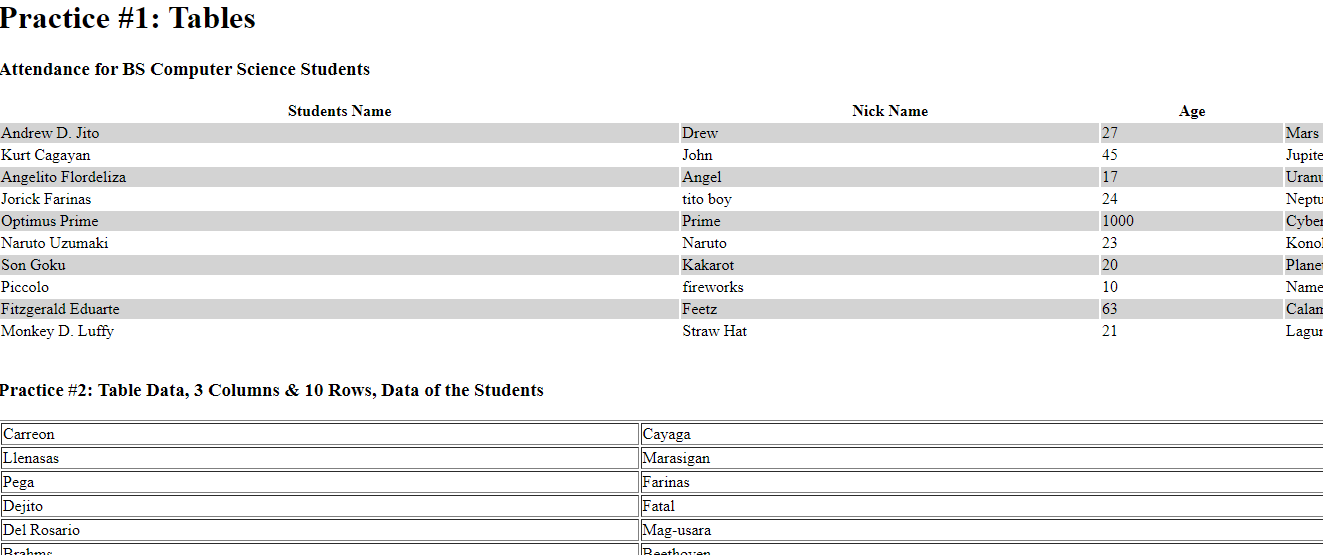 Practice #1: Tables
Attendance for BS Computer Science Students
Students Name Nick Name Age
Andrew D. Jito Drew 27 Mars
Kurt Cagayan John 45 Jupite
Angelito Flordeliza Angel 17 Uranu
Jorick Farinas tito boy 24 Neptu
Optimus Prime Prime 1000 Cyber
Naruto Uzumaki Naruto 23 Kono
Son Goku Kakarot 20 Plane
Piccolo fireworks 10 Name
Fitzgerald Eduarte Feetz 63 Calam
Monkey D. Luffy Straw Hat 21 Lagun
Practice #2: Table Data, 3 Columns & 10 Rows, Data of the Students
Carreon Cayaga
Llenasas Marasigan
Pega Farinas
Dejito Fatal
Del Rosario Mag-usara
Brahms Beethoven